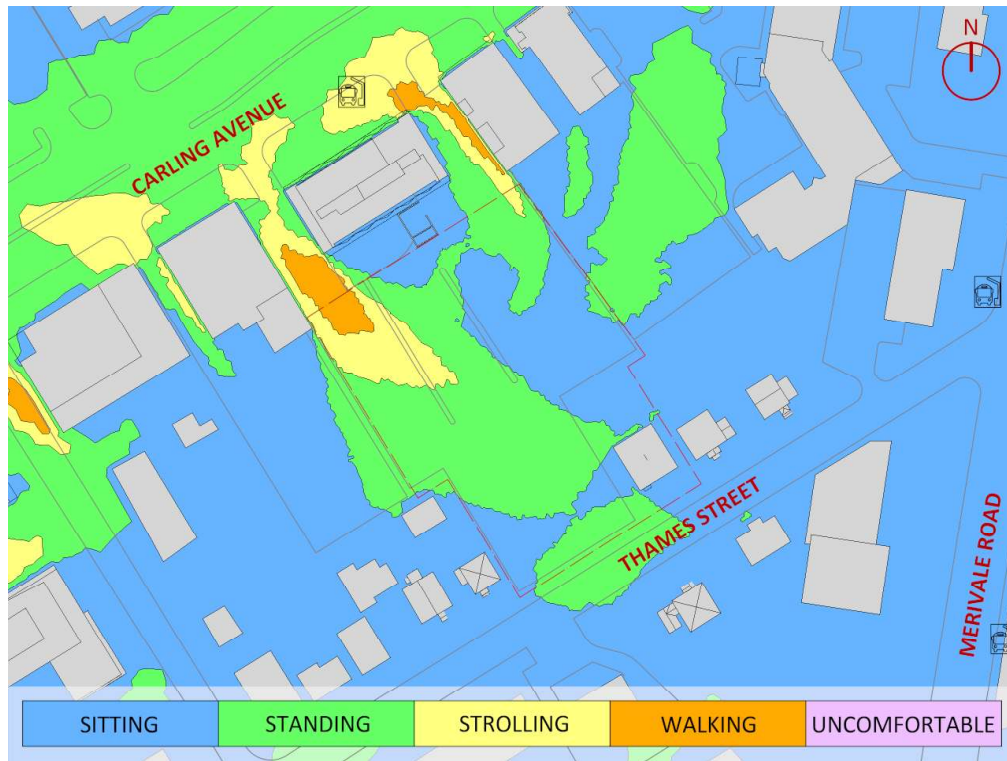 N
CARLING AVENUE
THAMES STREET
MERIVALE ROAD
SITTING
STANDING
STROLLING
WALKING
UNCOMFORTABLE